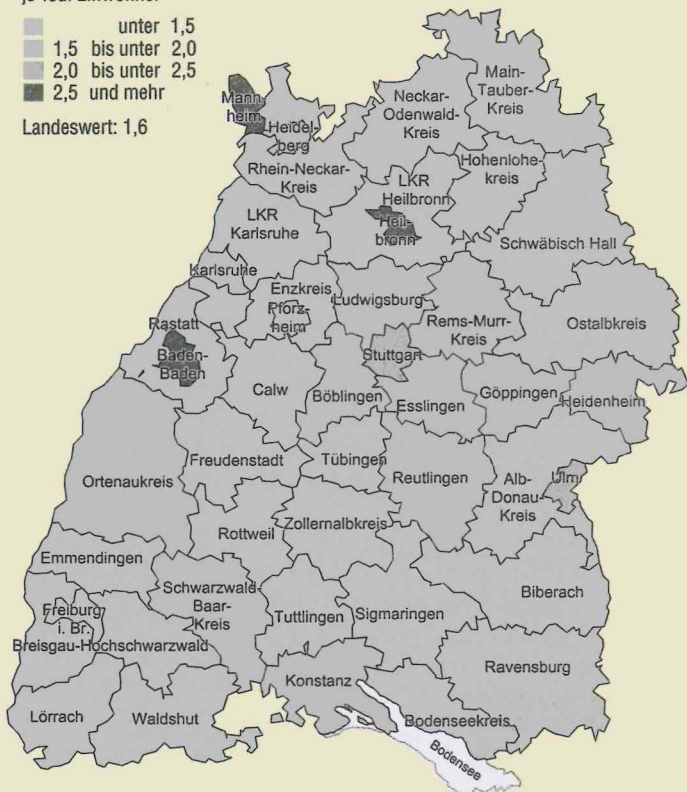 unter 1,5
1,5 bis unter 2,0
2,0 bis unter 2,5
2,5 und mehr
Landeswert: 1,6
Main-
Tauber-
Kreis
Neckar-
Odenwald-
Kreis
Mann-
heim
Heidel-
berg
Rhein-Neckar-
Kreis
Hohenlohe-
kreis
LKR
Heilbronn
Heil-
bronn
LKR
Karlsruhe
Schwäbisch Hall
Karlsruhe
Enzkreis
Pforz-
heim
Ludwigsburg
Rems-Murr-
Kreis
Ostalbkreis
Rastatt
Baden-
Baden
Stuttgart
Calw
Böblingen
Esslingen
Göppingen
Heidenheim
Freudenstadt
Tübingen
Reutlingen
Ortenaukreis
Alb-
Donau-
Kreis
Ulm
Rottweil
Zollernalbkreis
Emmendingen
Schwarzwald-
Baar-
Kreis
Biberach
Freiburg
i. Br.
Tuttlingen
Sigmaringen
Breisgau-Hochschwarzwald
Ravensburg
Konstanz
Lörrach
Waldshut
Bodenseekreis
Bodensee